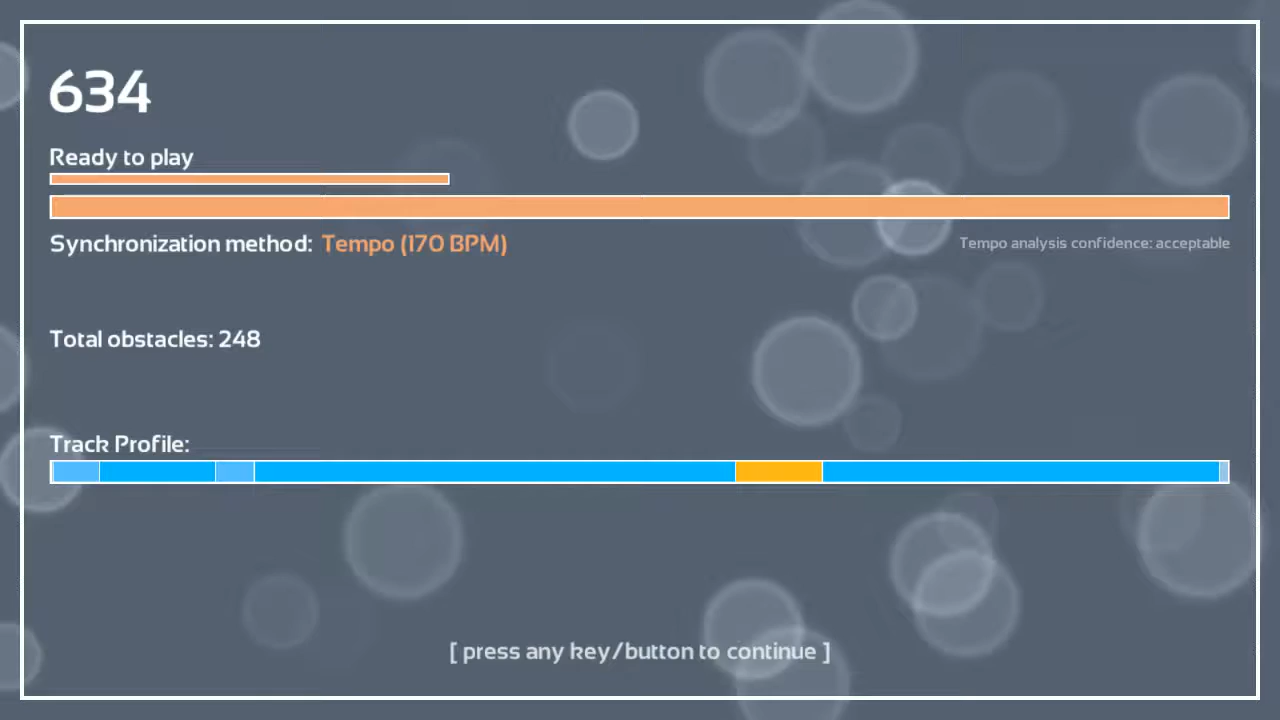 634
Ready to play
Synchronization method: Tempo (170 BPM)
Tempo analysis confidence: acceptable
Total obstacles: 248
Track Profile:
[ press any key/button to continue ]